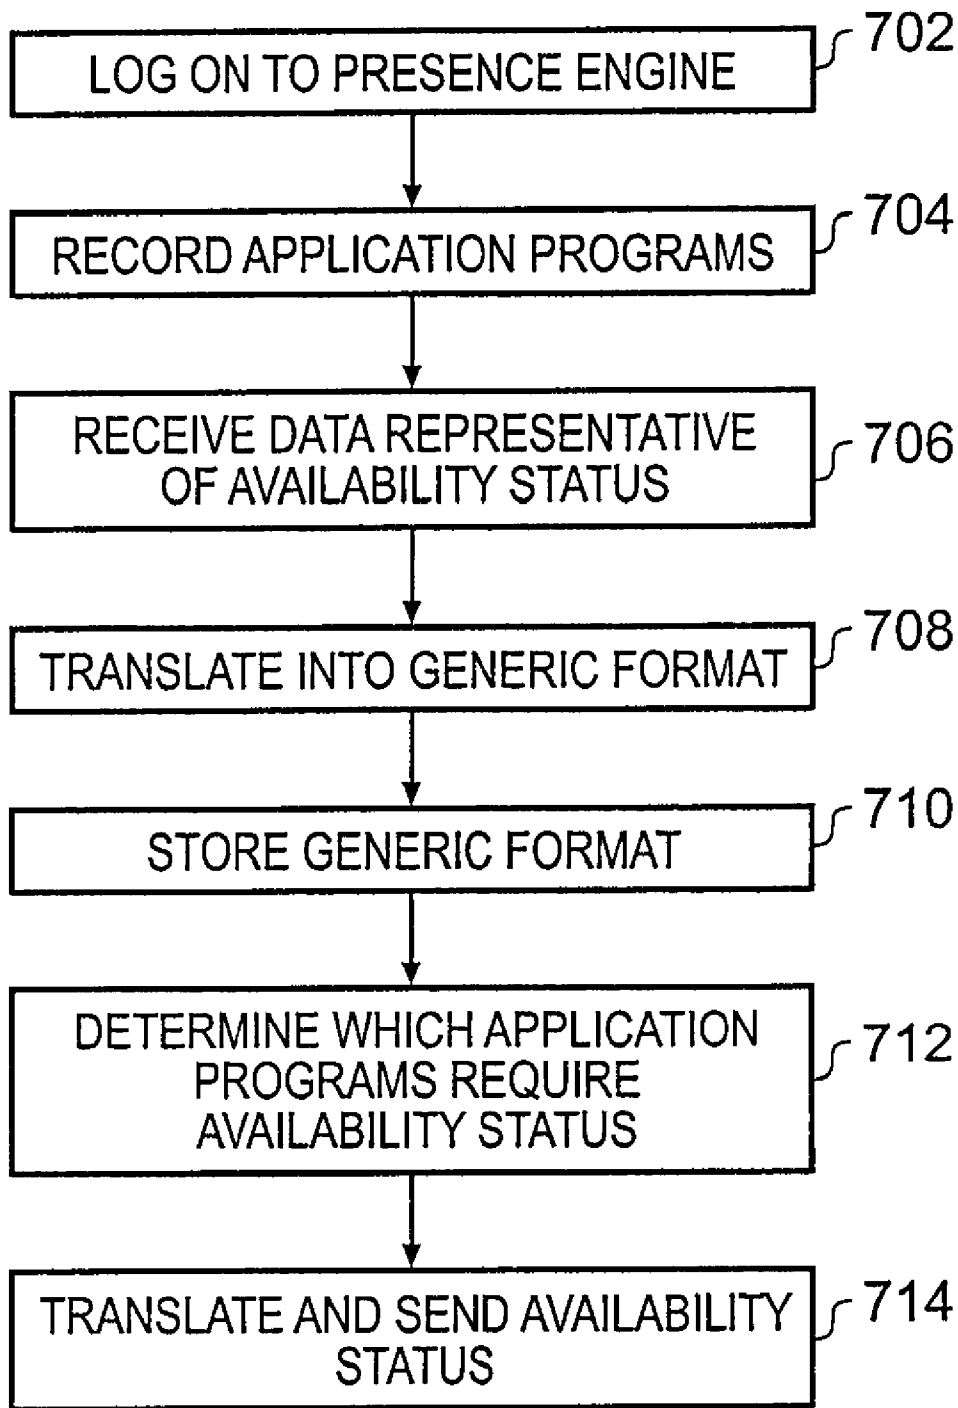 702
LOG ON TO PRESENCE ENGINE
704
RECORD APPLICATION PROGRAMS
RECEIVE DATA REPRESENTATIVE
OF AVAILABILITY STATUS
706
708
TRANSLATE INTO GENERIC FORMAT
710
STORE GENERIC FORMAT
DETERMINE WHICH APPLICATION
PROGRAMS REQUIRE
AVAILABILITY STATUS
712
TRANSLATE AND SEND AVAILABILITY
STATUS
714